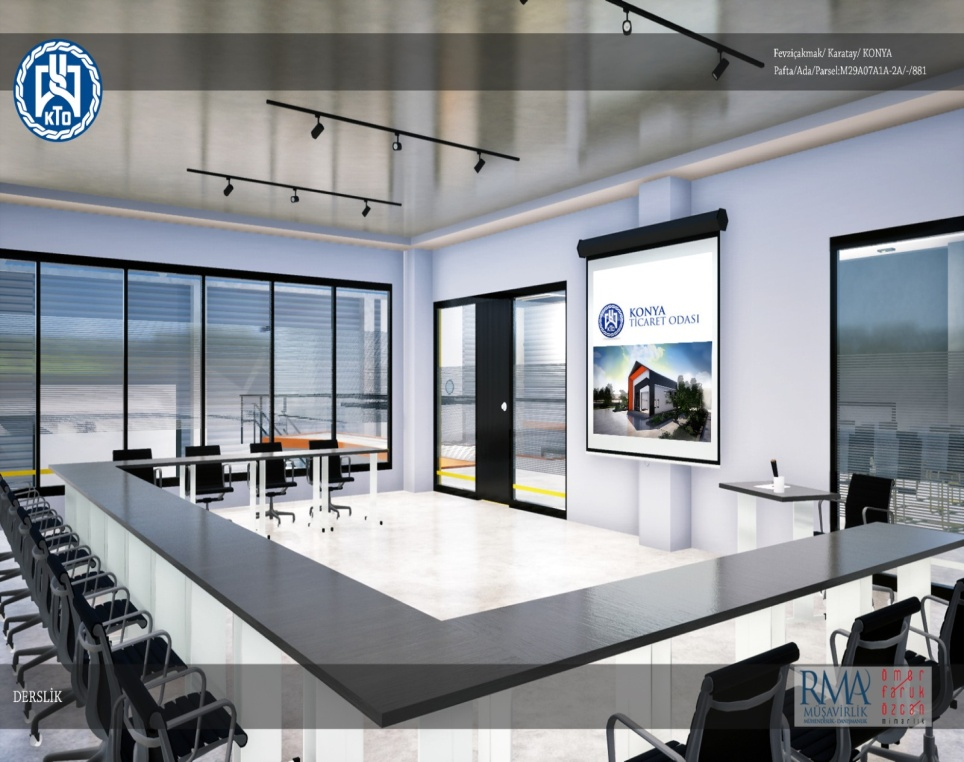 Fevziçakmak/ Karatay/ KONYA
Pafta/Ada/Parsel:M29A07A1A-2A/-/881
KTO
KONYA
TİCARET ODASI
DERSLİK
RMA
MÜŞAVİRLİK
ömer
faruk
özcan
mimarlık